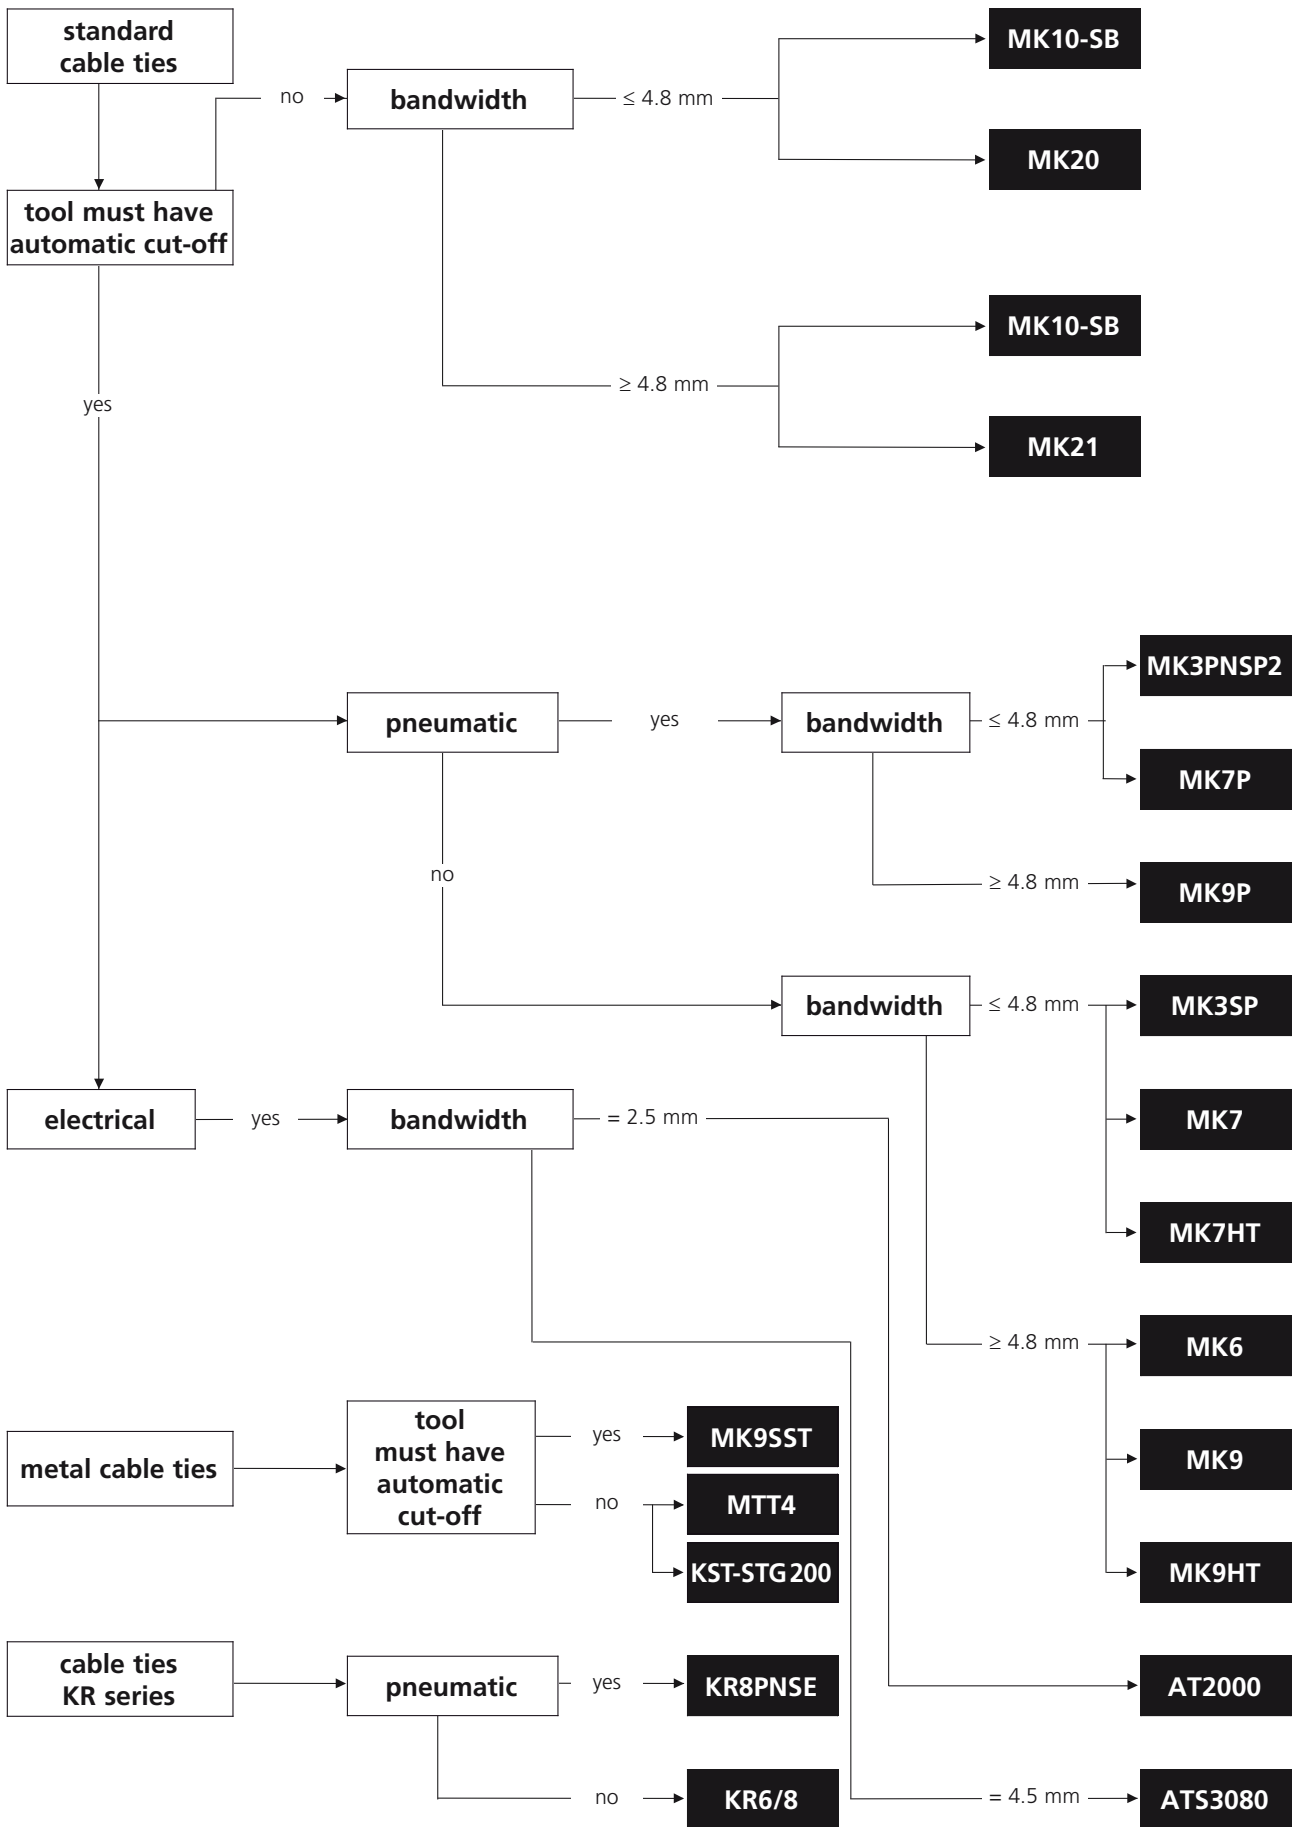 standard
cable ties
no
bandwidth
≤ 4.8 mm
MK10-SB
MK20
tool must have
automatic cut-off
MK10-SB
≥ 4.8 mm
yes
MK21
MK3PNSP2
pneumatic
yes
bandwidth
≤ 4.8 mm
MK7P
no
≥ 4.8 mm
MK9P
bandwidth
≤ 4.8 mm
MK3SP
electrical
yes
bandwidth
= 2.5 mm
MK7
MK7HT
≥ 4.8 mm
MK6
metal cable ties
tool
must have
automatic
cut-off
yes
MK9SST
MK9
no
MTT4
KST-STG200
MK9HT
cable ties
KR series
pneumatic
yes
KR8PNSE
AT2000
no
KR6/8
= 4.5 mm
ATS3080